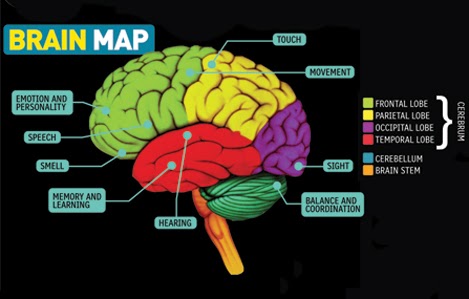 BRAIN MAP
TOUCH
MOVEMENT
EMOTION AND
PERSONALITY
SPEECH
SMELL
MEMORY AND
LEARNING
HEARING
SIGHT
BALANCE AND
COORDINATION
FRONTAL LOBE
PARIETAL LOBE
OCCIPITAL LOBE
TEMPORAL LOBE
CEREBRIUM
CEREBELLUM
BRAIN STEM